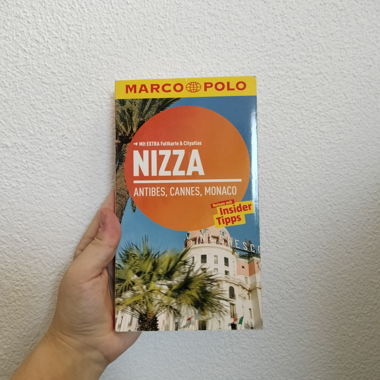 MARCO POLO
→ Mit EXTRA Faltkarte & Cityatlas
NIZZA
ANTIBES, CANNES, MONACO
Insider
Tipps